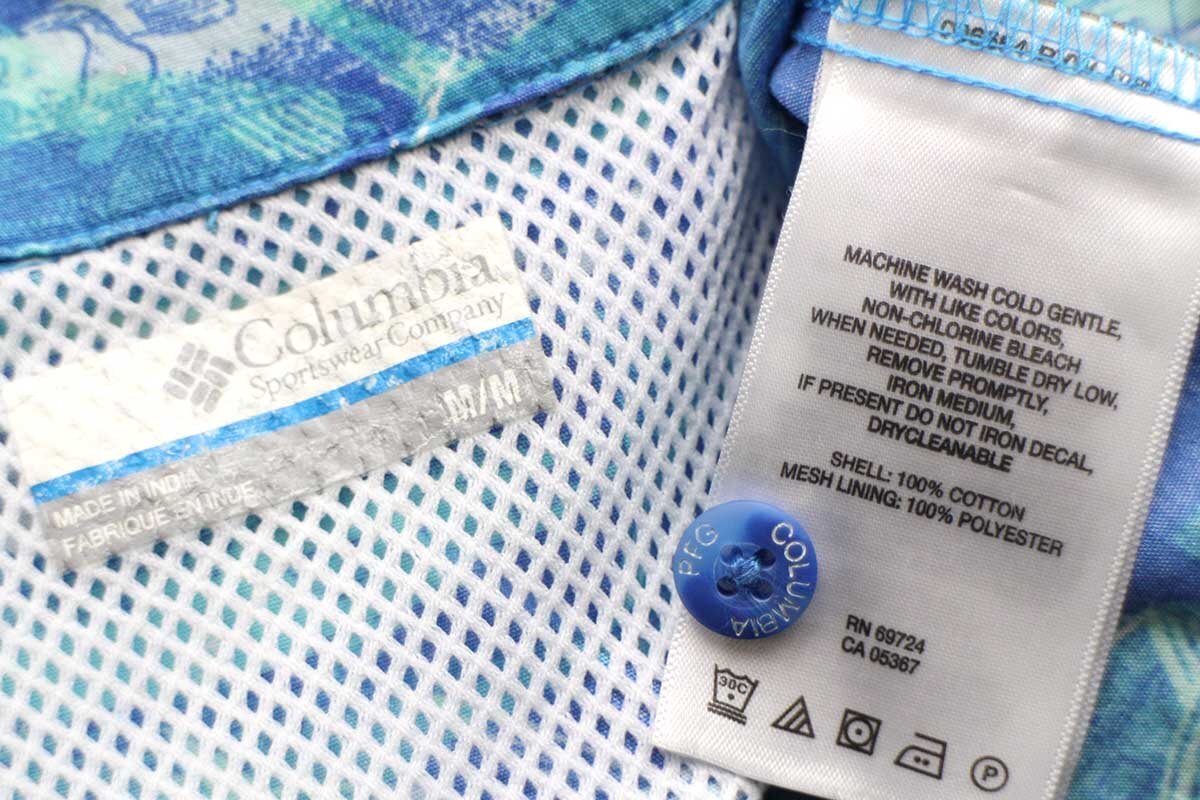 Columbia
Sportswear Company
M/M
MADE IN INDIA
FABRIQUE EN INDE
MACHINE WASH COLD GENTLE,
WITH LIKE COLORS,
NON-CHLORINE BLEACH
WHEN NEEDED, TUMBLE DRY LOW,
REMOVE PROMPTLY,
IRON MEDIUM,
IF PRESENT DO NOT IRON DECAL,
DRYCLEANABLE
SHELL: 100% COTTON
MESH LINING: 100% POLYESTER
PFG
COLUMBIA
RN 69724
CA 05367
30C
P